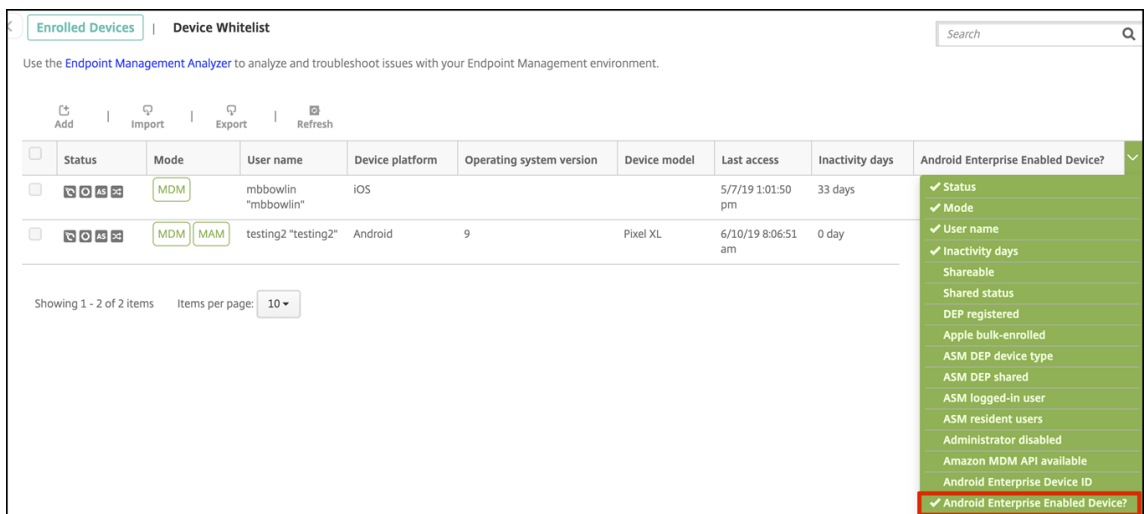 Enrolled Devices | Device Whitelist
Search
Use the Endpoint Management Analyzer to analyze and troubleshoot issues with your Endpoint Management environment.
Add | Import | Export | Refresh
Status Mode User name Device platform Operating system version Device model Last access Inactivity days Android Enterprise Enabled Device?
AS MDM mbbowlin iOS 5/7/19 1:01:50 33 days
"mbbowlin" pm
AS MDM MAM testing2 "testing2" Android 9 Pixel XL 6/10/19 8:06:51 0 day
am
Showing 1 - 2 of 2 items Items per page: 10
Status
Mode
User name
Inactivity days
Shareable
Shared status
DEP registered
Apple bulk-enrolled
ASM DEP device type
ASM DEP shared
ASM logged-in user
ASM resident users
Administrator disabled
Amazon MDM API available
Android Enterprise Device ID
Android Enterprise Enabled Device?